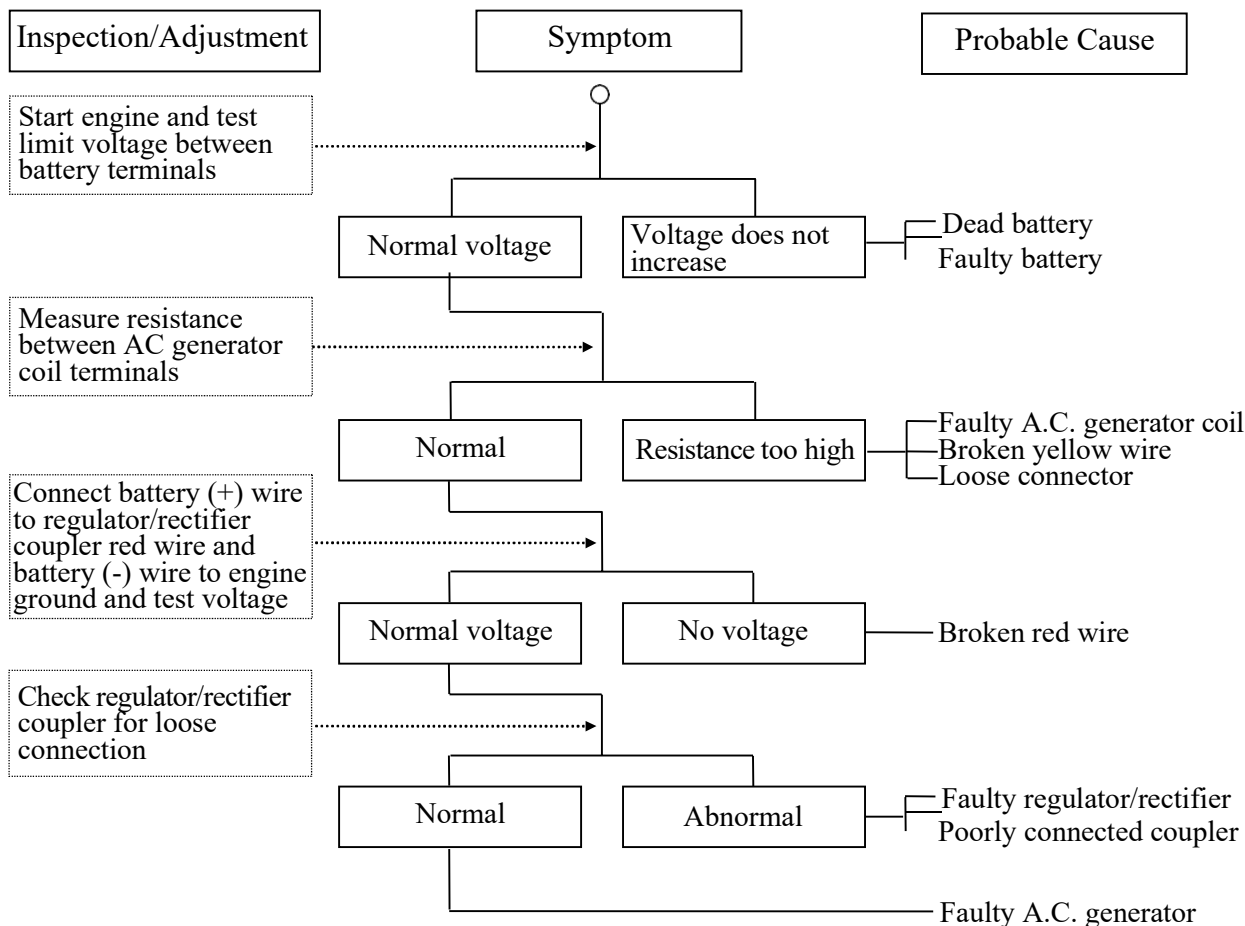 Inspection/Adjustment
Symptom
Probable Cause
Start engine and test
limit voltage between
battery terminals
Normal voltage
Voltage does not
increase
Dead battery
Faulty battery
Measure resistance
between AC generator
coil terminals
Normal
Resistance too high
Faulty A.C. generator coil
Broken yellow wire
Loose connector
Connect battery (+) wire
to regulator/rectifier
coupler red wire and
battery (-) wire to engine
ground and test voltage
Normal voltage
No voltage
Broken red wire
Check regulator/rectifier
coupler for loose
connection
Normal
Abnormal
Faulty regulator/rectifier
Poorly connected coupler
Faulty A.C. generator